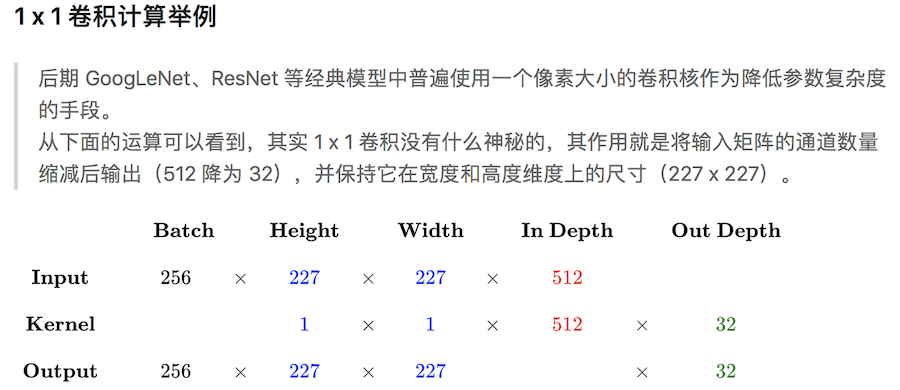 1 x 1 卷积计算举例
后期 GoogLeNet、ResNet 等经典模型中普遍使用一个像素大小的卷积核作为降低参数复杂度
的手段。
从下面的运算可以看到，其实 1 x 1 卷积没有什么神秘的，其作用就是将输入矩阵的通道数量
缩减后输出（512 降为 32），并保持它在宽度和高度维度上的尺寸（227 x 227）。
Batch Height Width In Depth Out Depth
Input 256 × 227 × 227 × 512
Kernel 1 × 1 × 512 × 32
Output 256 × 227 × 227 × 32